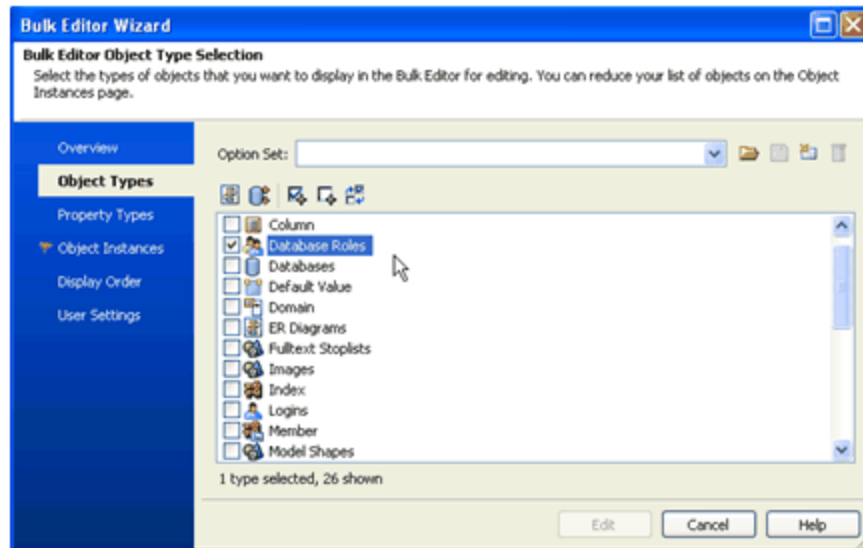 Bulk Editor Wizard
Bulk Editor Object Type Selection
Select the types of objects that you want to display in the Bulk Editor for editing. You can reduce your list of objects on the Object
Instances page.
Overview
Object Types
Property Types
Object Instances
Display Order
User Settings
Option Set:
Column
Database Roles
Databases
Default Value
Domain
ER Diagrams
Fulltext Stoplists
Images
Index
Logins
Member
Model Shapes
1 type selected, 26 shown
Edit
Cancel
Help